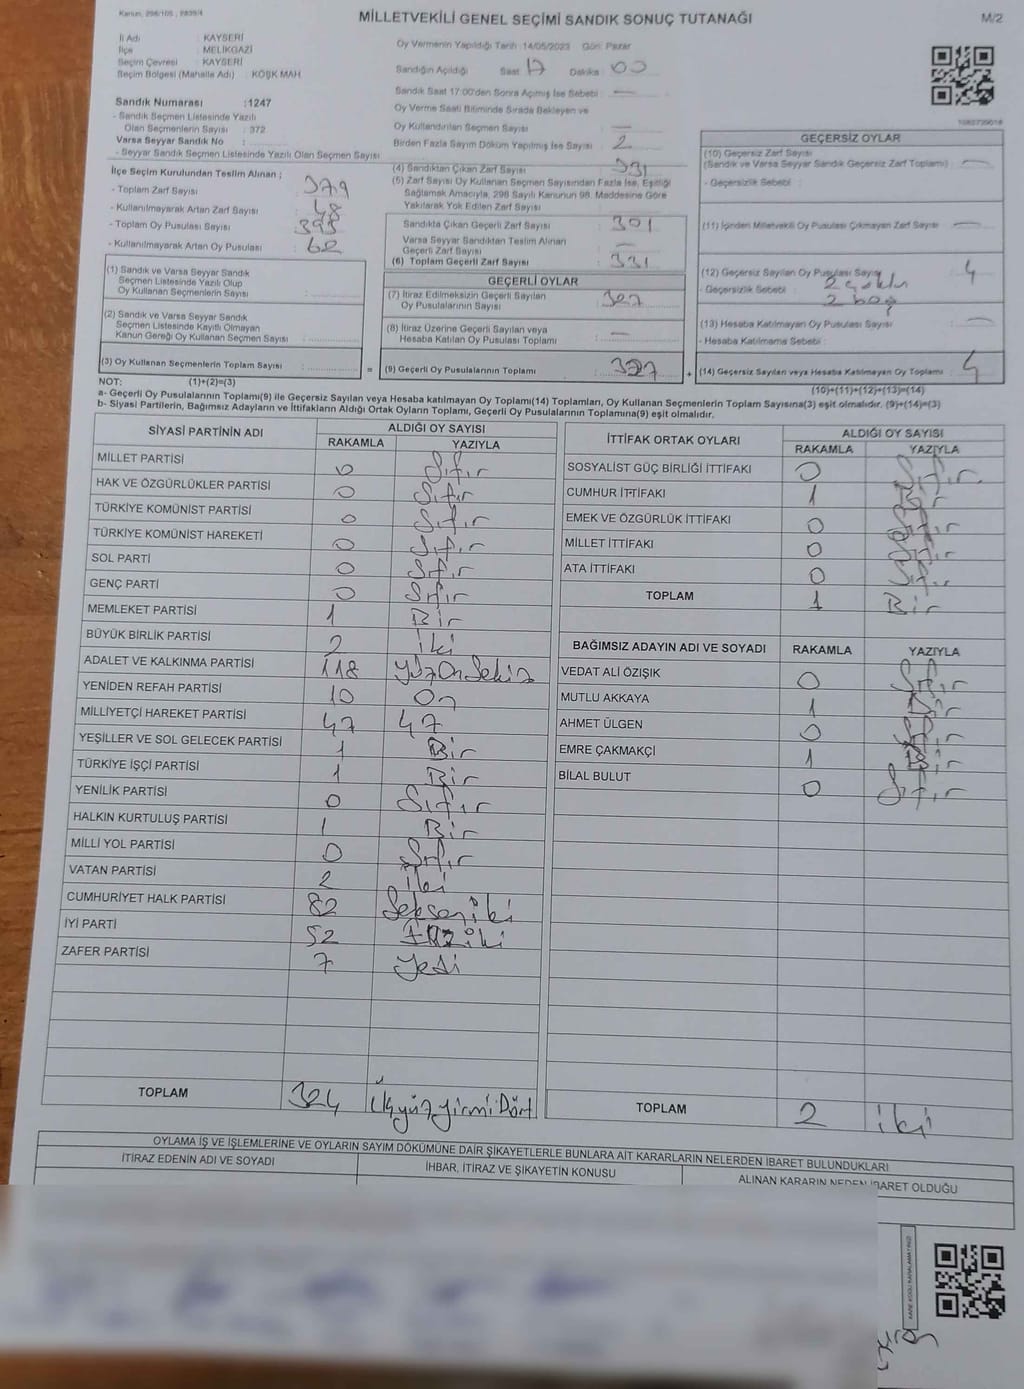 Kanun, 298/105 , 2839/4
MİLLETVEKİLİ GENEL SEÇİMİ SANDIK SONUÇ TUTANAĞI
M/2
İl Adı : KAYSERİ
İlçe : MELİKGAZİ
Seçim Çevresi : KAYSERİ
Seçim Bölgesi (Mahalle Adı) : KÖŞK MAH.
Sandık Numarası :1247
- Sandık Seçmen Listesinde Yazılı
Olan Seçmenlerin Sayısı : 372
Varsa Seyyar Sandık No :
- Seyyar Sandık Seçmen Listesinde Yazılı Olan Seçmen Sayısı
İlçe Seçim Kurulundan Teslim Alınan ;
- Toplam Zarf Sayısı : 379
- Kullanılmayarak Artan Zarf Sayısı : 48
- Toplam Oy Pusulası Sayısı : 393
- Kullanılmayarak Artan Oy Pusulası : 62
Oy Vermenin Yapıldığı Tarih :14/05/2023 Gün: Pazar
Sandığın Açıldığı Saat 17 Dakika : 00
Sandık Saat 17:00'den Sonra Açılmış İse Sebebi : —
Oy Verme Saati Bitiminde Sırada Bekleyen ve
Oy Kullandırılan Seçmen Sayısı : —
Birden Fazla Sayım Döküm Yapılmış İse Sayısı : 2
(4) Sandıktan Çıkan Zarf Sayısı : 331
(5) Zarf Sayısı Oy Kullanan Seçmen Sayısından Fazla İse, Eşitliği
Sağlamak Amacıyla, 298 Sayılı Kanunun 98. Maddesine Göre
Yakılarak Yok Edilen Zarf Sayısı :
Sandıkta Çıkan Geçerli Zarf Sayısı : 301
Varsa Seyyar Sandıktan Teslim Alınan
Geçerli Zarf Sayısı : —
(6) Toplam Geçerli Zarf Sayısı : 331
GEÇERSİZ OYLAR
(10) Geçersiz Zarf Sayısı
(Sandık ve Varsa Seyyar Sandık Geçersiz Zarf Toplamı) : —
- Geçersizlik Sebebi :
(11) İçinden Milletvekili Oy Pusulası Çıkmayan Zarf Sayısı : —
(12) Geçersiz Sayılan Oy Pusulası Sayısı : 4
- Geçersizlik Sebebi : 2 çoklu
2 boş
(13) Hesaba Katılmayan Oy Pusulası Sayısı : —
- Hesaba Katılmama Sebebi :
(14) Geçersiz Sayılan veya Hesaba Katılmayan Oy Toplamı : 4
(10)+(11)+(12)+(13)=(14)
(1) Sandık ve Varsa Seyyar Sandık
Seçmen Listesinde Yazılı Olup
Oy Kullanan Seçmenlerin Sayısı :
(2) Sandık ve Varsa Seyyar Sandık
Seçmen Listesinde Kayıtlı Olmayan
Kanun Gereği Oy Kullanan Seçmen Sayısı :
(3) Oy Kullanan Seçmenlerin Toplam Sayısı : =
GEÇERLİ OYLAR
(7) İtiraz Edilmeksizin Geçerli Sayılan
Oy Pusulalarının Sayısı : 327
(8) İtiraz Üzerine Geçerli Sayılan veya
Hesaba Katılan Oy Pusulası Toplamı : —
(9) Geçerli Oy Pusulalarının Toplamı : 327 +
NOT: (1)+(2)=(3)
a- Geçerli Oy Pusulalarının Toplamı(9) ile Geçersiz Sayılan veya Hesaba katılmayan Oy Toplamı(14) Toplamları, Oy Kullanan Seçmenlerin Toplam Sayısına(3) eşit olmalıdır. (9)+(14)=(3)
b- Siyasi Partilerin, Bağımsız Adayların ve İttifakların Aldığı Ortak Oyların Toplamı, Geçerli Oy Pusulalarının Toplamına(9) eşit olmalıdır.
SİYASİ PARTİNİN ADI ALDIĞI OY SAYISI
RAKAMLA YAZIYLA
MİLLET PARTİSİ 0 Sıfır
HAK VE ÖZGÜRLÜKLER PARTİSİ 0 Sıfır
TÜRKİYE KOMÜNİST PARTİSİ 0 Sıfır
TÜRKİYE KOMÜNİST HAREKETİ 0 Sıfır
SOL PARTİ 0 Sıfır
GENÇ PARTİ 0 Sıfır
MEMLEKET PARTİSİ 1 Bir
BÜYÜK BİRLİK PARTİSİ 2 iki
ADALET VE KALKINMA PARTİSİ 118 yüzOnSekiz
YENİDEN REFAH PARTİSİ 10 On
MİLLİYETÇİ HAREKET PARTİSİ 47 47
YEŞİLLER VE SOL GELECEK PARTİSİ 1 Bir
TÜRKİYE İŞÇİ PARTİSİ 1 Bir
YENİLİK PARTİSİ 0 Sıfır
HALKIN KURTULUŞ PARTİSİ 1 Bir
MİLLİ YOL PARTİSİ 0 Sıfır
VATAN PARTİSİ 2 iki
CUMHURİYET HALK PARTİSİ 82 Seksen iki
İYİ PARTİ 52
ZAFER PARTİSİ 7 Yedi
TOPLAM 324 ÜçyüzyirmiDört
İTTİFAK ORTAK OYLARI ALDIĞI OY SAYISI
RAKAMLA YAZIYLA
SOSYALİST GÜÇ BİRLİĞİ İTTİFAKI 0 Sıfır
CUMHUR İTTİFAKI 1 Bir
EMEK VE ÖZGÜRLÜK İTTİFAKI 0 Sıfır
MİLLET İTTİFAKI 0 Sıfır
ATA İTTİFAKI 0 Sıfır
TOPLAM 1 Bir
BAĞIMSIZ ADAYIN ADI VE SOYADI RAKAMLA YAZIYLA
VEDAT ALİ ÖZIŞIK 0 Sıfır
MUTLU AKKAYA 1 Bir
AHMET ÜLGEN 0 Sıfır
EMRE ÇAKMAKÇİ 1 Bir
BİLAL BULUT 0 Sıfır
TOPLAM 2 iki
OYLAMA İŞ VE İŞLEMLERİNE VE OYLARIN SAYIM DÖKÜMÜNE DAİR ŞİKAYETLERLE BUNLARA AİT KARARLARIN NELERDEN İBARET BULUNDUKLARI
İTİRAZ EDENİN ADI VE SOYADI İHBAR, İTİRAZ VE ŞİKAYETİN KONUSU ALINAN KARARIN NEDEN İBARET OLDUĞU
KARE KODU KARALAMAYINIZ